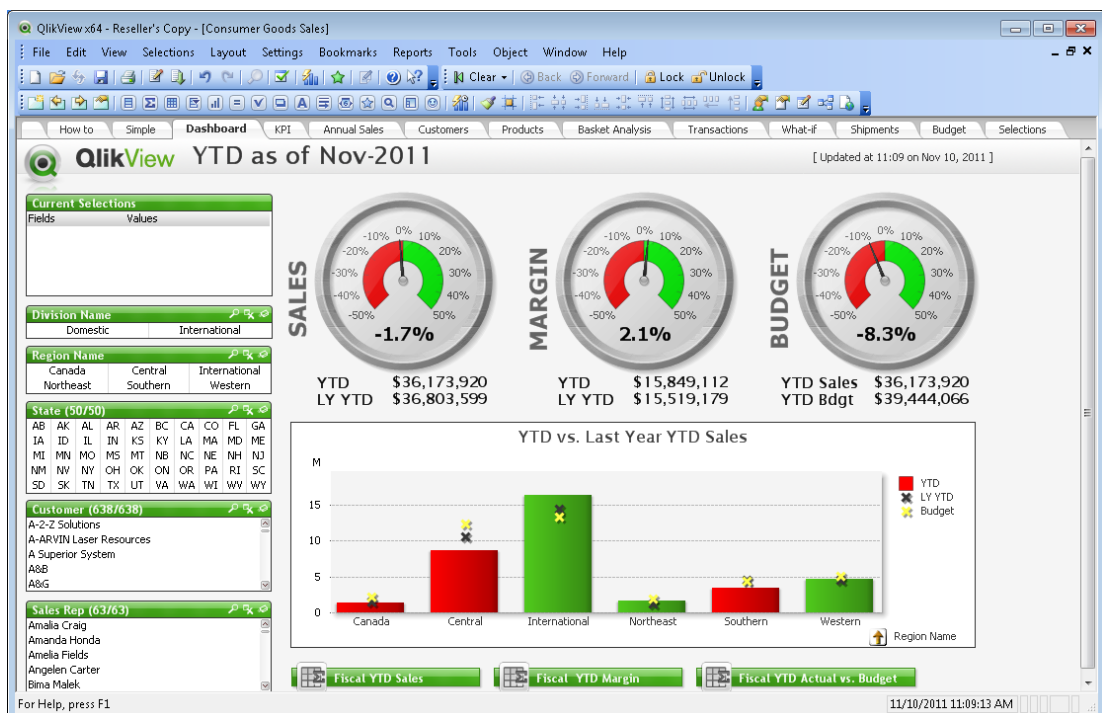 QlikView x64 - Reseller's Copy - [Consumer Goods Sales]
File Edit View Selections Layout Settings Bookmarks Reports Tools Object Window Help
Clear Back Forward Lock Unlock
How to Simple Dashboard KPI Annual Sales Customers Products Basket Analysis Transactions What-if Shipments Budget Selections
QlikView YTD as of Nov-2011 [ Updated at 11:09 on Nov 10, 2011 ]
Current Selections
Fields Values
Division Name
Domestic International
Region Name
Canada Central International
Northeast Southern Western
State (50/50)
AB AK AL AR AZ BC CA CO FL GA
IA ID IL IN KS KY LA MA MD ME
MI MN MO MS MT NB NC NE NH NJ
NM NV NY OH OK ON OR PA RI SC
SD SK TN TX UT VA WA WI WV WY
Customer (638/638)
A-2-Z Solutions
A-ARVIN Laser Resources
A Superior System
A&B
A&G
Sales Rep (63/63)
Amalia Craig
Amanda Honda
Amelia Fields
Angelen Carter
Bima Malek
SALES
-50% -40% -30% -20% -10% 0% 10% 20% 30% 40% 50%
-1.7%
YTD $36,173,920
LY YTD $36,803,599
MARGIN
-50% -40% -30% -20% -10% 0% 10% 20% 30% 40% 50%
2.1%
YTD $15,849,112
LY YTD $15,519,179
BUDGET
-50% -40% -30% -20% -10% 0% 10% 20% 30% 40% 50%
-8.3%
YTD Sales $36,173,920
YTD Bdgt $39,444,066
YTD vs. Last Year YTD Sales
M
15
10
5
0
Canada Central International Northeast Southern Western
YTD
LY YTD
Budget
Region Name
Fiscal YTD Sales Fiscal YTD Margin Fiscal YTD Actual vs. Budget
For Help, press F1 11/10/2011 11:09:13 AM